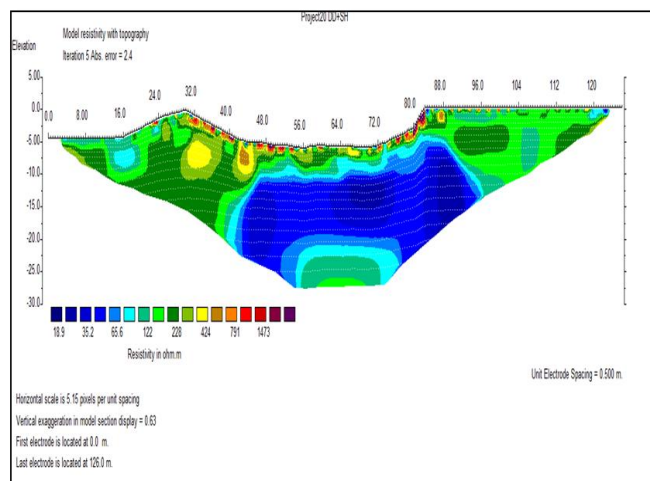 Project20 DD+SH
Model resistivity with topography
Iteration 5 Abs. error = 2.4
Elevation
5.00
0.0
-5.00
-10.0
-15.0
-20.0
-25.0
-30.0
0.0 8.00 16.0 24.0 32.0 40.0 48.0 56.0 64.0 72.0 80.0 88.0 96.0 104 112 120
18.9 35.2 65.6 122 228 424 791 1473
Resistivity in ohm.m
Unit Electrode Spacing = 0.500 m.
Horizontal scale is 5.15 pixels per unit spacing
Vertical exaggeration in model section display = 0.63
First electrode is located at 0.0 m.
Last electrode is located at 126.0 m.